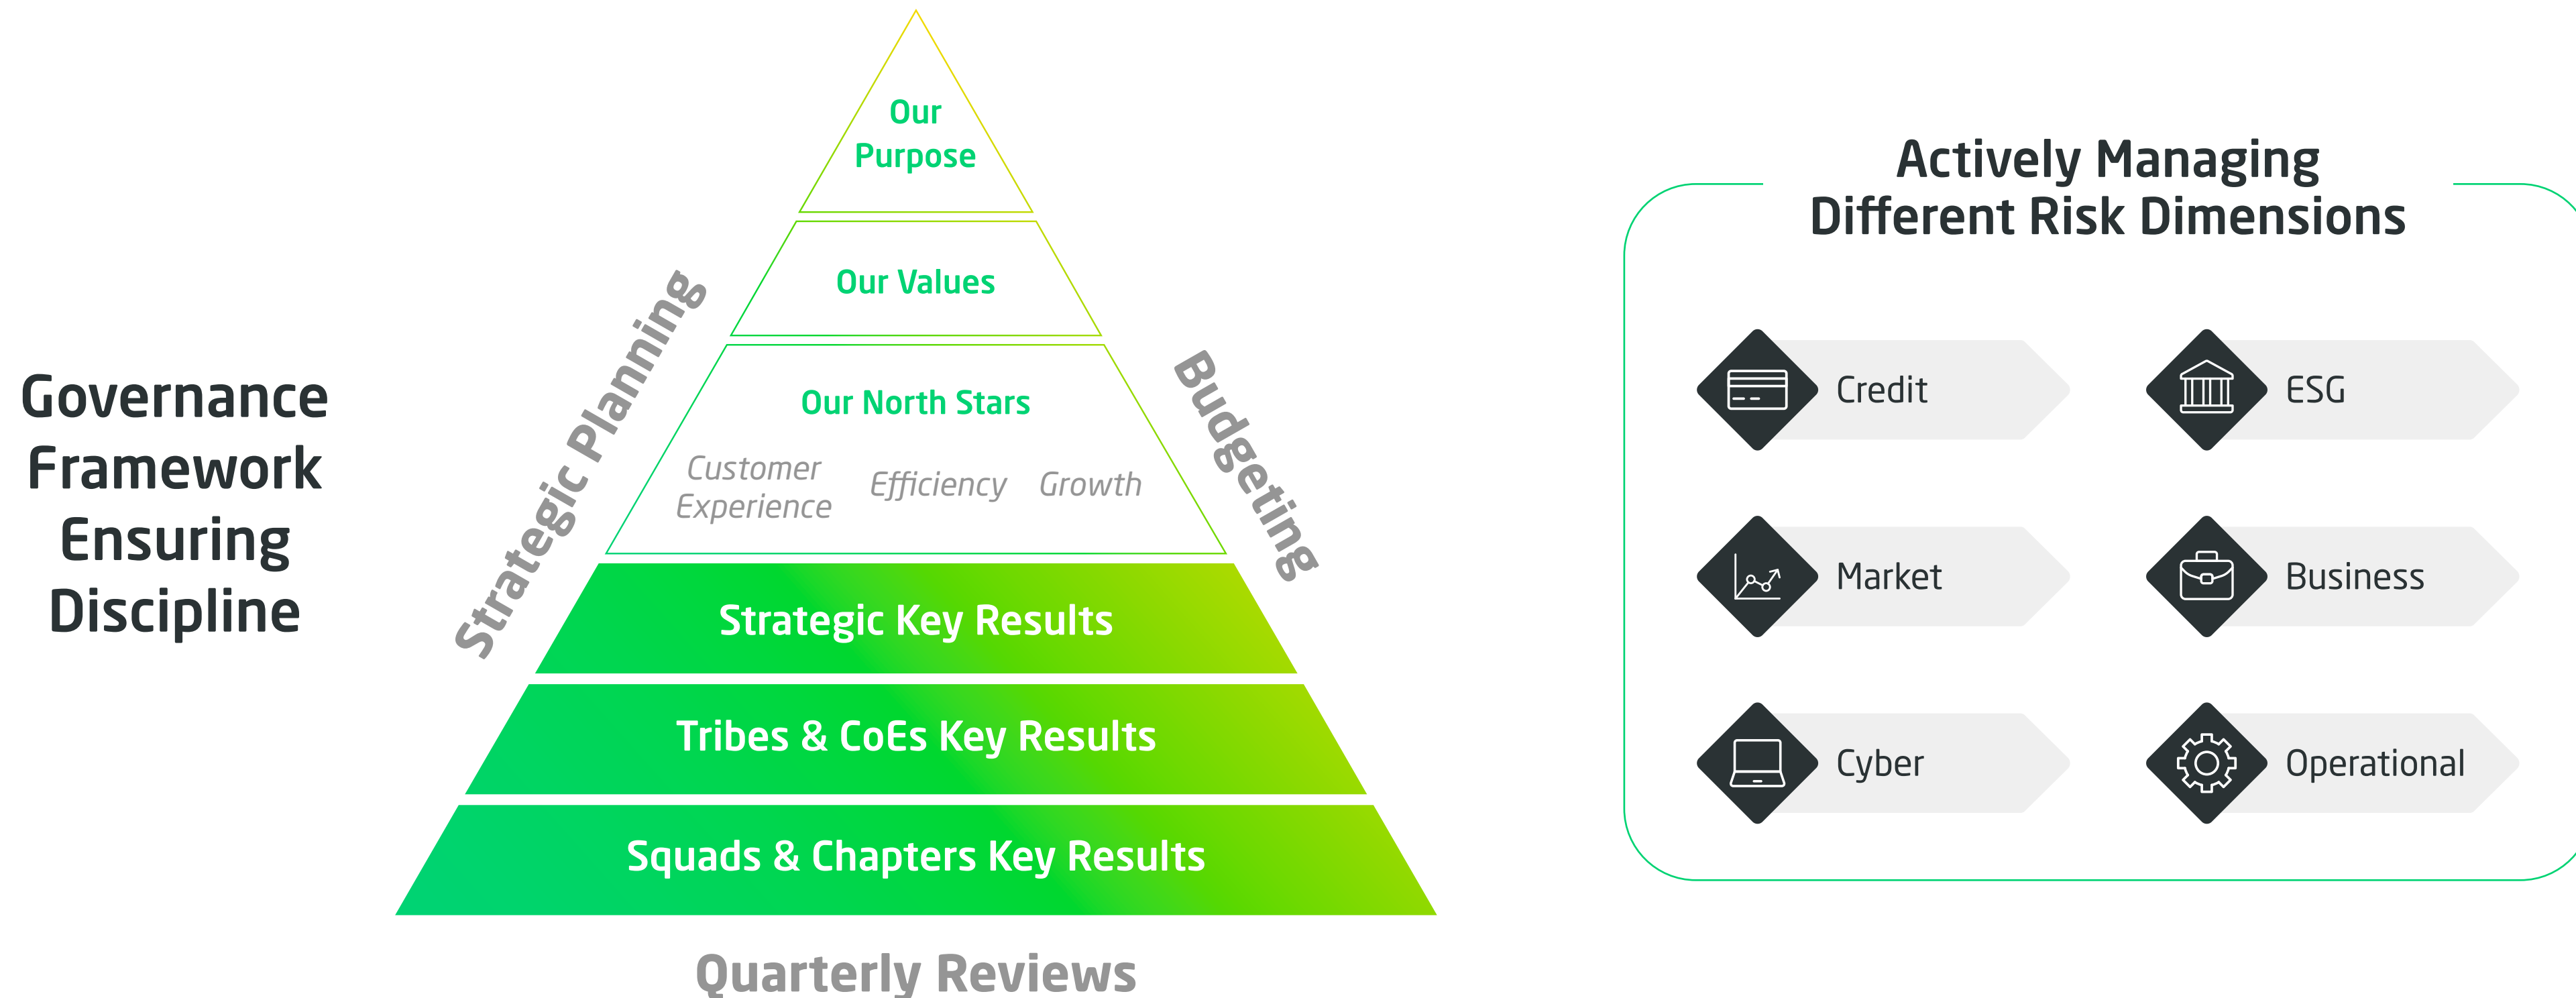 Governance
Framework
Ensuring
Discipline
Strategic Planning
Our
Purpose
Our Values
Our North Stars
Customer
Experience
Efficiency
Growth
Strategic Key Results
Tribes & CoEs Key Results
Squads & Chapters Key Results
Budgeting
Quarterly Reviews
Actively Managing
Different Risk Dimensions
Credit
ESG
Market
Business
Cyber
Operational